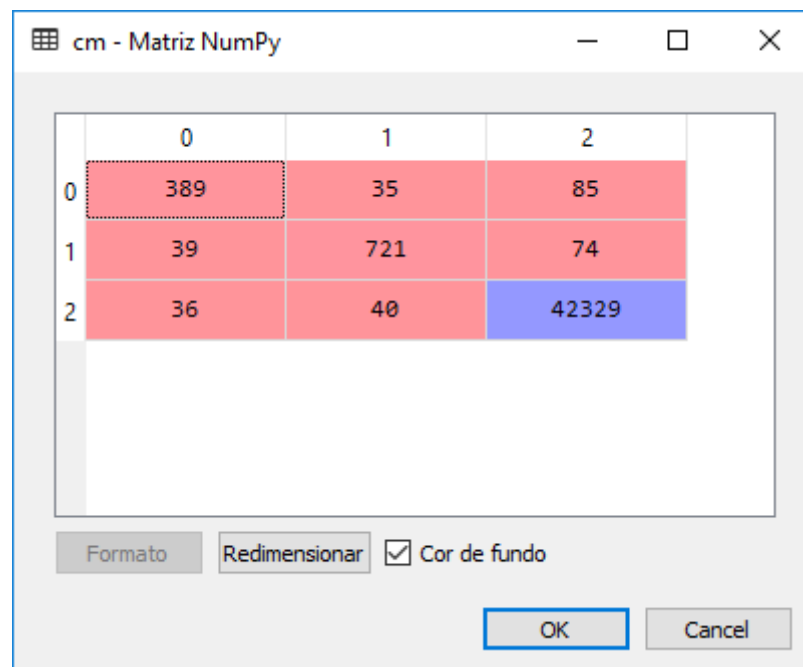 cm - Matriz NumPy
0 1 2
0 389 35 85
1 39 721 74
2 36 40 42329
Formato Redimensionar Cor de fundo
OK Cancel